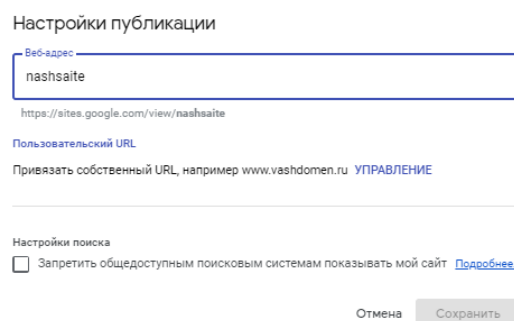 Настройки публикации
Веб-адрес
nashsaite
https://sites.google.com/view/nashsaite
Пользовательский URL
Привязать собственный URL, например www.vashdomen.ru УПРАВЛЕНИЕ
Настройки поиска
Запретить общедоступным поисковым системам показывать мой сайт Подробнее
Отмена Сохранить